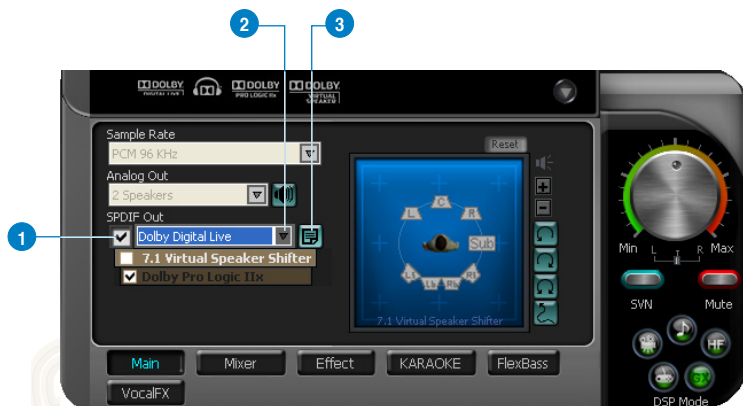 2 3
DOLBY DIGITAL LIVE DOLBY PRO LOGIC IIx DOLBY VIRTUAL SPEAKER
Sample Rate
PCM 96 KHz
Reset
Analog Out
2 Speakers
SPDIF Out
1
Dolby Digital Live
7.1 Virtual Speaker Shifter
Dolby Pro Logic IIx
L C R
Sub
Ls Lb Rb Rs
7.1 Virtual Speaker Shifter
Min L T R Max
SVN Mute
HF
GX
DSP Mode
Main Mixer Effect KARAOKE FlexBass
VocalFX